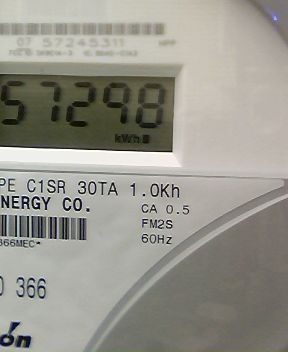 07 57245311
57298
kWh
PE C1SR 30TA 1.0Kh
NERGY CO.
CA 0.5
FM2S
60Hz
366MEC*
0 366
on